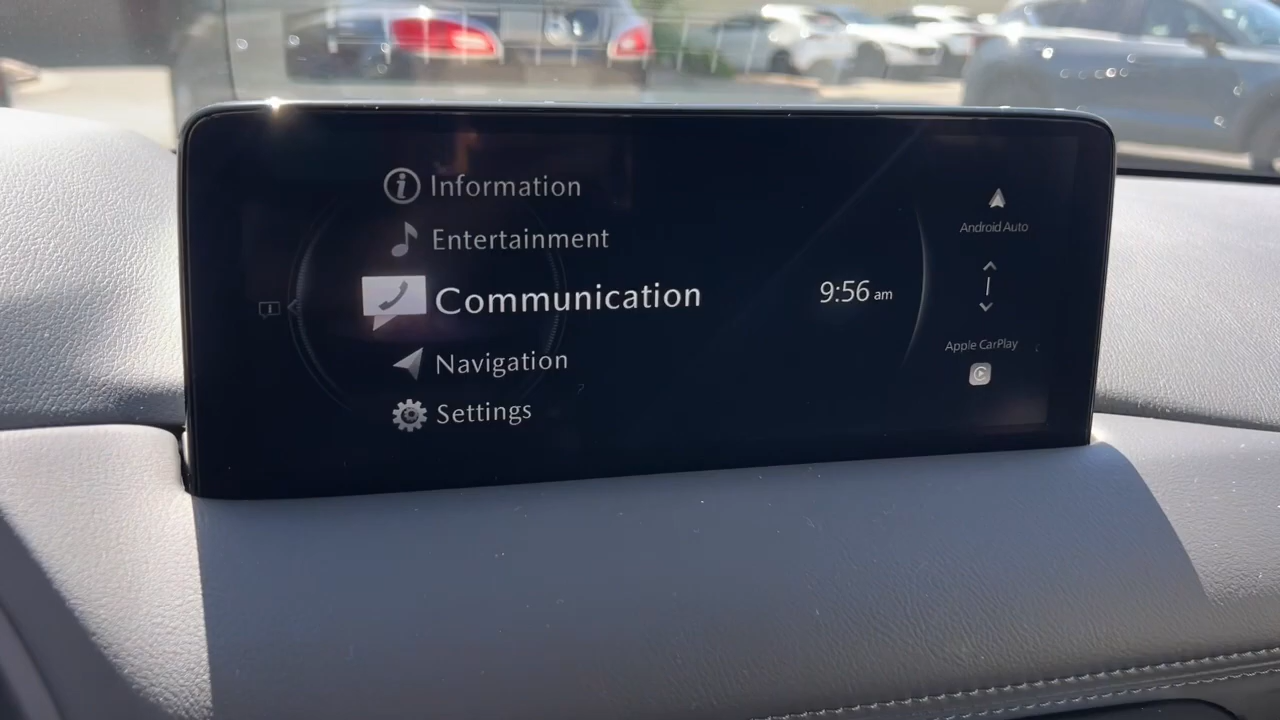 Information
Entertainment
Communication
Navigation
Settings
9:56 am
Android Auto
Apple CarPlay